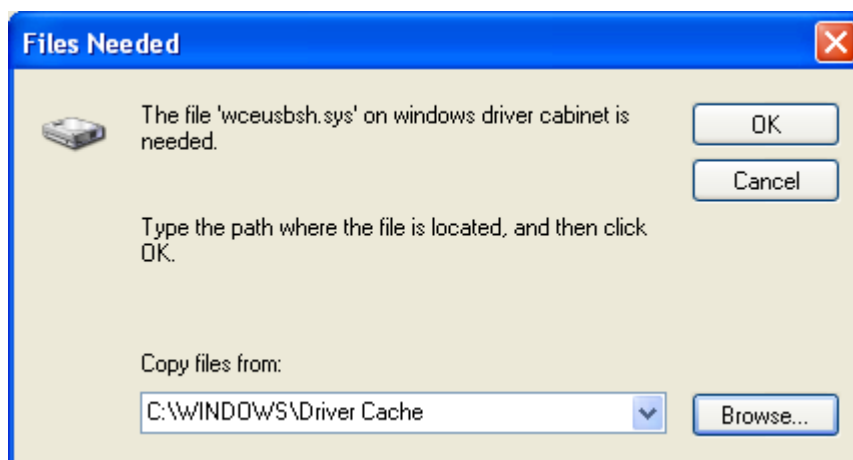 Files Needed
The file 'wceusbsh.sys' on windows driver cabinet is
needed.
OK
Cancel
Type the path where the file is located, and then click
OK.
Copy files from:
C:\WINDOWS\Driver Cache
Browse...